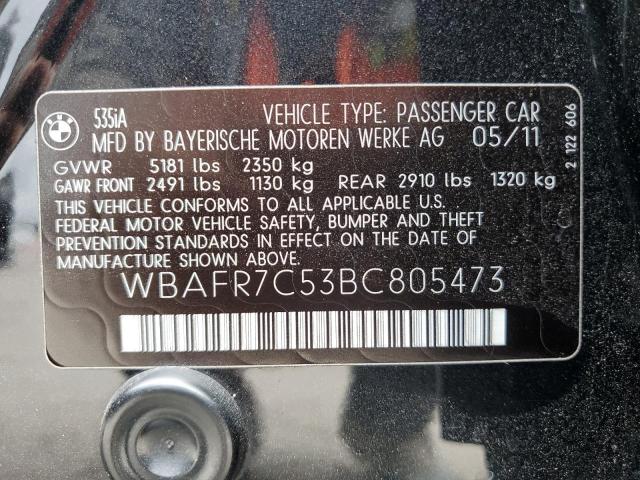 BMW
535iA VEHICLE TYPE: PASSENGER CAR
MFD BY BAYERISCHE MOTOREN WERKE AG 05/11
GVWR 5181 lbs 2350 kg
GAWR FRONT 2491 lbs 1130 kg REAR 2910 lbs 1320 kg
THIS VEHICLE CONFORMS TO ALL APPLICABLE U.S.
FEDERAL MOTOR VEHICLE SAFETY, BUMPER AND THEFT
PREVENTION STANDARDS IN EFFECT ON THE DATE OF
MANUFACTURE SHOWN ABOVE.
WBAFR7C53BC805473
2 122 606